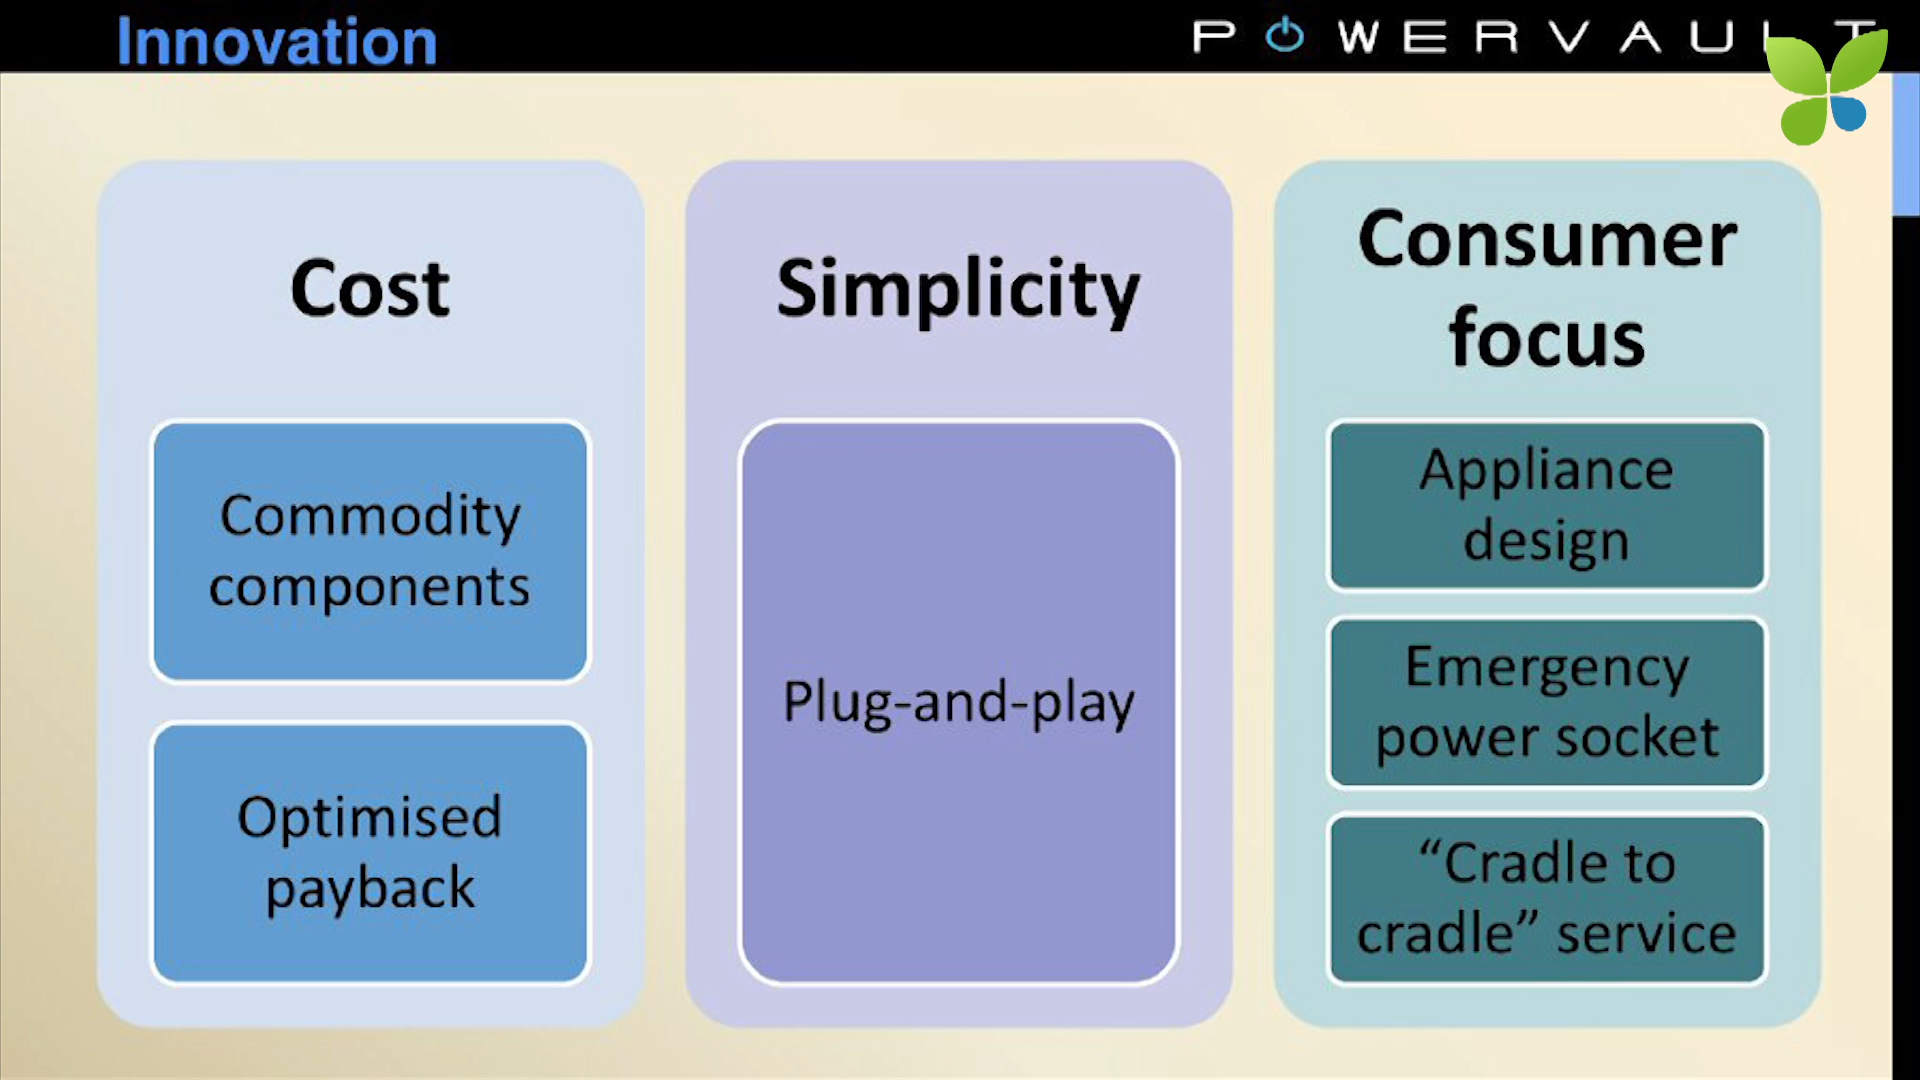 Innovation
POWERVAULT
Cost
Commodity
components
Optimised
payback
Simplicity
Plug-and-play
Consumer
focus
Appliance
design
Emergency
power socket
“Cradle to
cradle” service